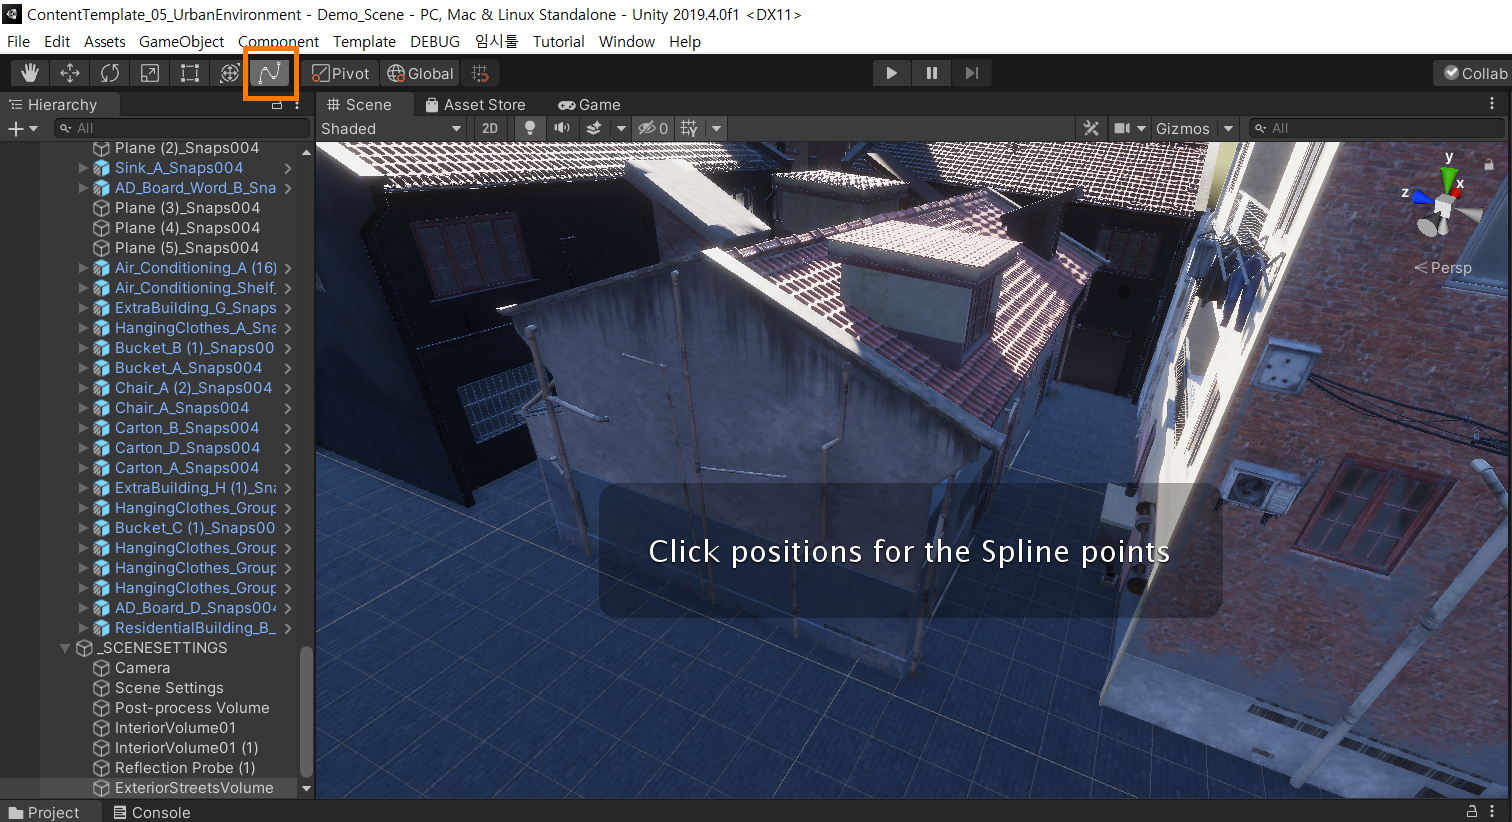 ContentTemplate_05_UrbanEnvironment - Demo_Scene - PC, Mac & Linux Standalone - Unity 2019.4.0f1 <DX11>
File Edit Assets GameObject Component Template DEBUG 임시툴 Tutorial Window Help
Pivot Global Collab
Hierarchy
All
Plane (2)_Snaps004
Sink_A_Snaps004
AD_Board_Word_B_Sna
Plane (3)_Snaps004
Plane (4)_Snaps004
Plane (5)_Snaps004
Air_Conditioning_A (16)
Air_Conditioning_Shelf_
ExtraBuilding_G_Snaps
HangingClothes_A_Sna
Bucket_B (1)_Snaps00
Bucket_A_Snaps004
Chair_A (2)_Snaps004
Chair_A_Snaps004
Carton_B_Snaps004
Carton_D_Snaps004
Carton_A_Snaps004
ExtraBuilding_H (1)_Sna
HangingClothes_Group
Bucket_C (1)_Snaps00
HangingClothes_Group
HangingClothes_Group
HangingClothes_Group
AD_Board_D_Snaps004
ResidentialBuilding_B_
_SCENESETTINGS
Camera
Scene Settings
Post-process Volume
InteriorVolume01
InteriorVolume01 (1)
Reflection Probe (1)
ExteriorStreetsVolume
Scene Asset Store Game
Shaded 2D 0 Gizmos All
y
x
z
Persp
Click positions for the Spline points
Project Console